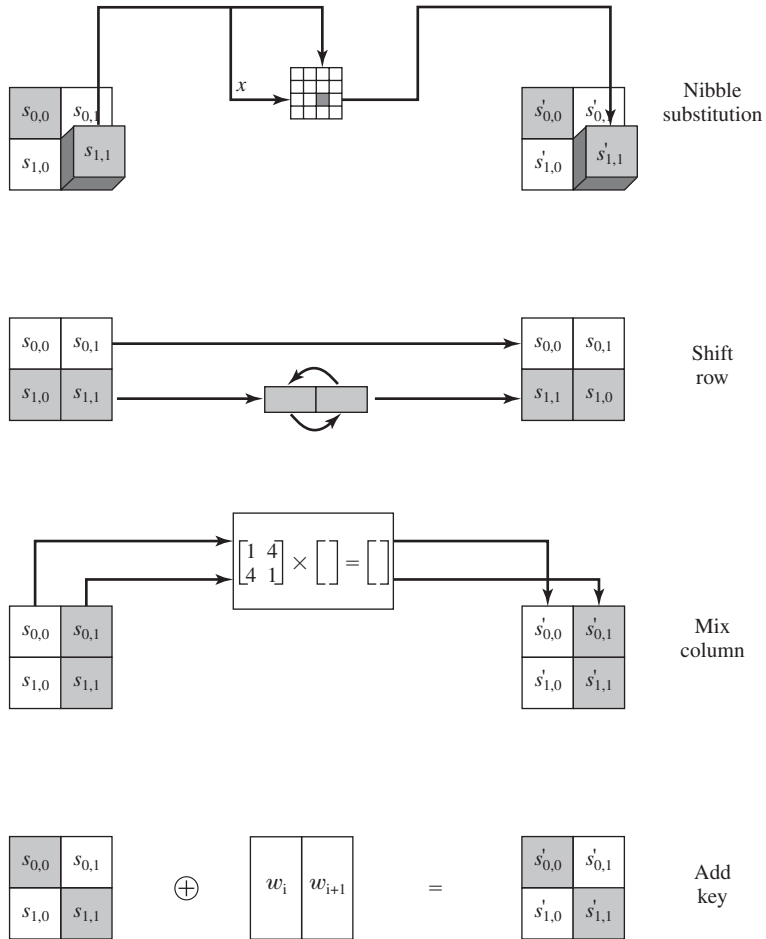 x
s0,0 s0,1
s1,0 s1,1
s'0,0 s'0,1
s'1,0 s'1,1
Nibble
substitution
s0,0 s0,1
s1,0 s1,1
s0,0 s0,1
s1,1 s1,0
Shift
row
[1 4
4 1] × [ ] = [ ]
s0,0 s0,1
s1,0 s1,1
s'0,0 s'0,1
s'1,0 s'1,1
Mix
column
s0,0 s0,1
s1,0 s1,1
⊕
wi wi+1
=
s'0,0 s'0,1
s'1,0 s'1,1
Add
key